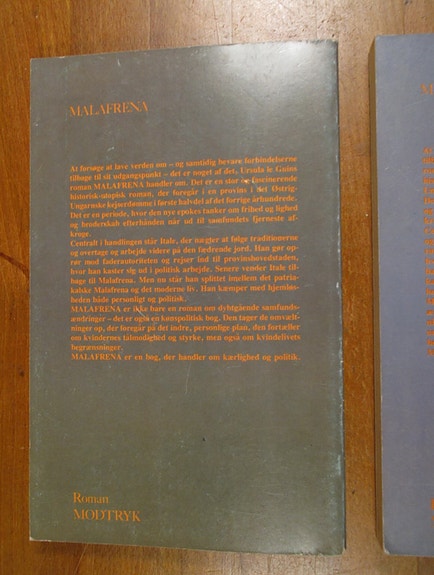 MALAFRENA
At forsøge at lave verden om – og samtidig bevare forbindelserne
tilbage til sit udgangspunkt – det er noget af det, Ursula le Guins
roman MALAFRENA handler om. Det er en stor og fascinerende
historisk-utopisk roman, der foregår i en provins i det Østrig-
Ungarnske kejserdømme i første halvdel af det forrige århundrede.
Det er en periode, hvor den nye epokes tanker om frihed og lighed
og broderskab efterhånden når ud til samfundets fjerneste af-
kroge.
Centralt i handlingen står Itale, der nægter at følge traditionerne
og overtage og arbejde videre på den fædrene jord. Han gør op-
rør med faderautoriteten og rejser ind til provinshovedstaden,
hvor han kaster sig ud i politisk arbejde. Senere vender Itale til-
bage til Malafrena. Men nu står han splittet imellem det patriar-
kalske Malafrena og det moderne liv. Han kæmper med hjemløs-
heden både personligt og politisk.
MALAFRENA er ikke bare en roman om dybtgående samfunds-
ændringer – det er også en kønspolitisk bog. Den tager de omvælt-
ninger op, der foregår på det indre, personlige plan, den fortæller
om kvindernes tålmodighed og styrke, men også om kvindelivets
begrænsninger.
MALAFRENA er en bog, der handler om kærlighed og politik.
Roman
MODTRYK